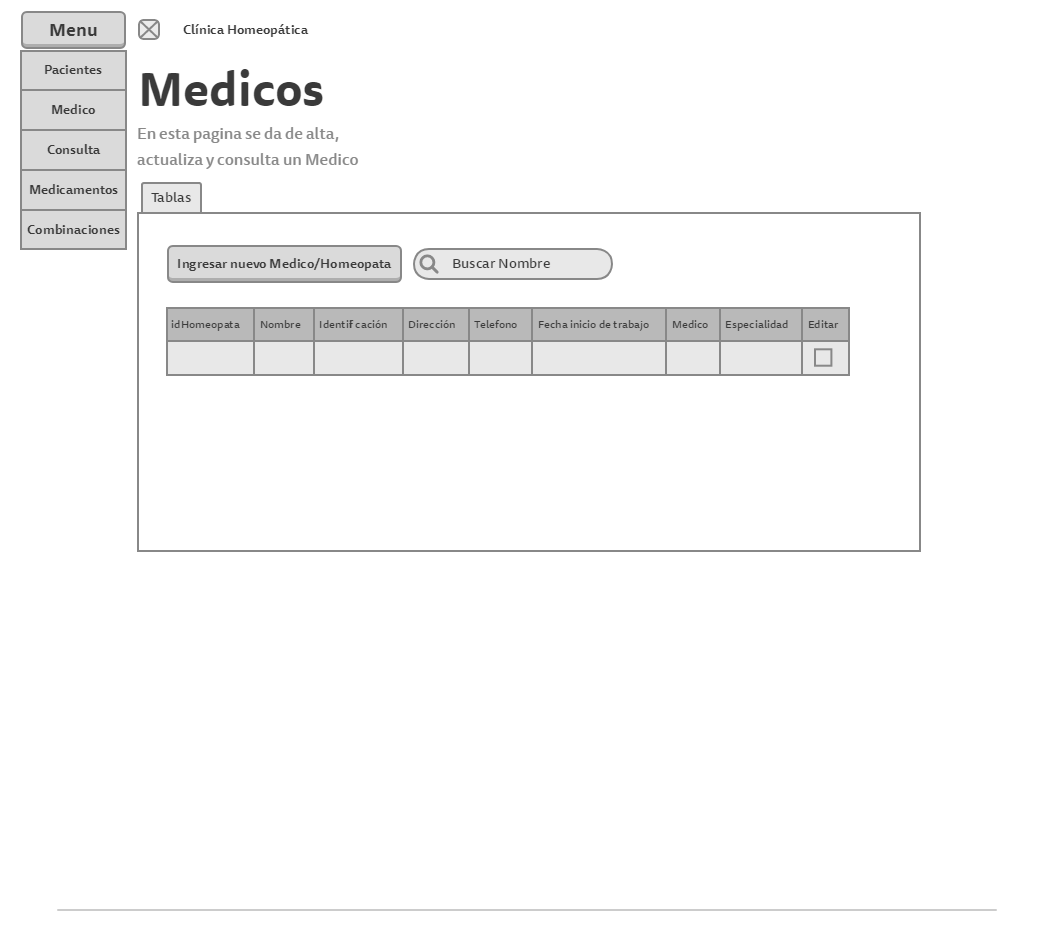 Menu
Clínica Homeopática
Pacientes
Medico
Consulta
Medicamentos
Combinaciones
Medicos
En esta pagina se da de alta,
actualiza y consulta un Medico
Tablas
Ingresar nuevo Medico/Homeopata
Buscar Nombre
idHomeopata Nombre Identif cación Dirección Telefono Fecha inicio de trabajo Medico Especialidad Editar